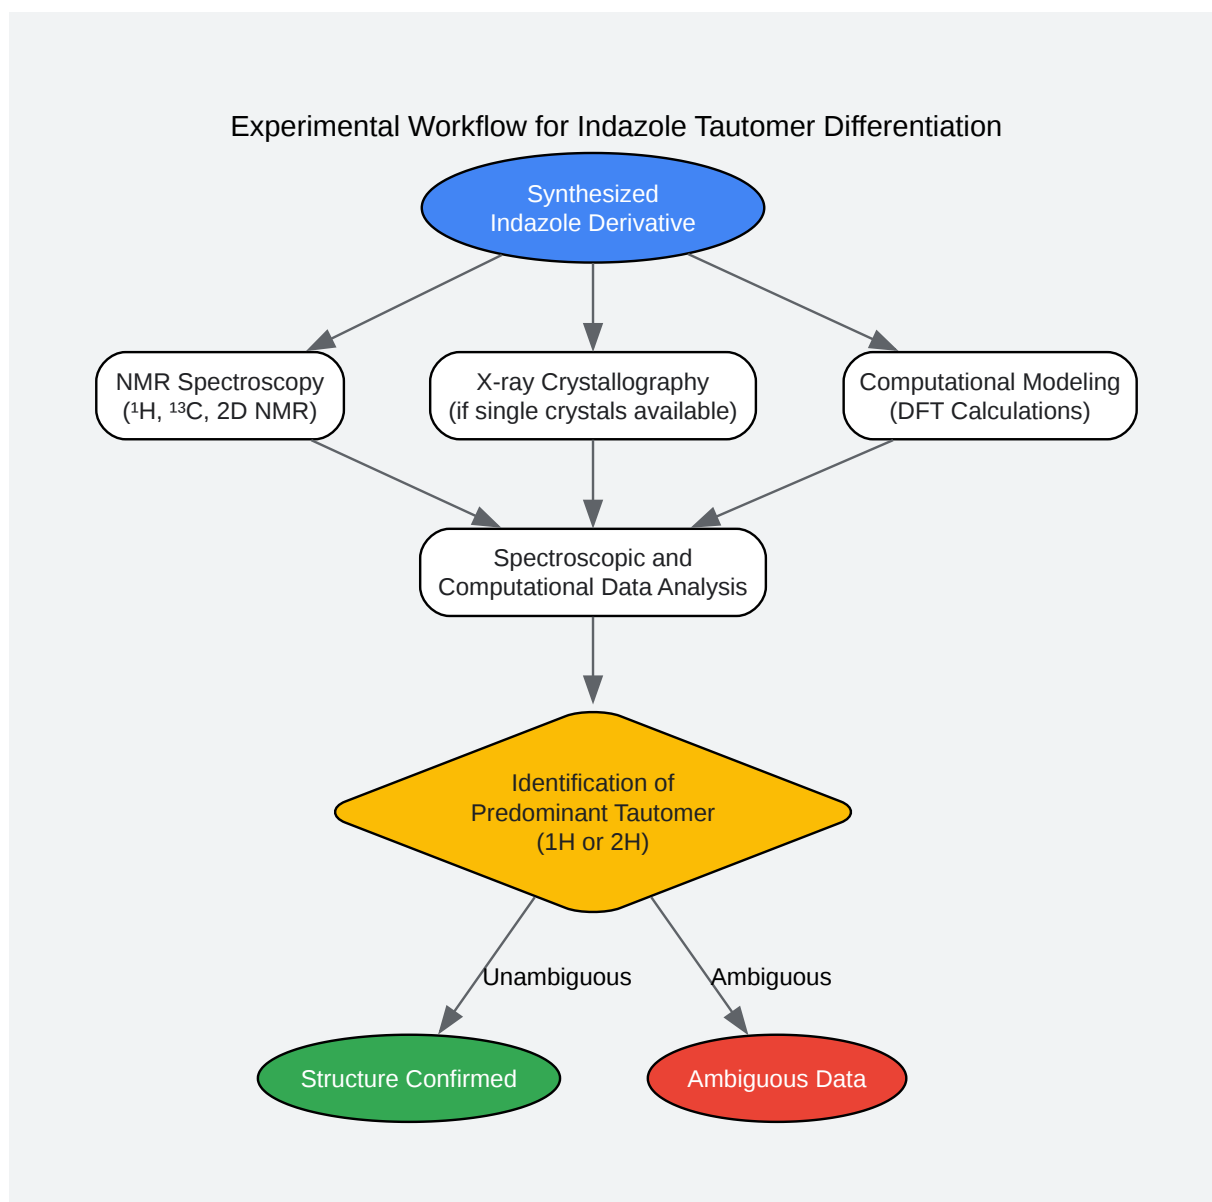 Experimental Workflow for Indazole Tautomer Differentiation
Synthesized
Indazole Derivative
NMR Spectroscopy
(¹H, ¹³C, 2D NMR)
X-ray Crystallography
(if single crystals available)
Computational Modeling
(DFT Calculations)
Spectroscopic and
Computational Data Analysis
Identification of
Predominant Tautomer
(1H or 2H)
Unambiguous
Ambiguous
Structure Confirmed
Ambiguous Data